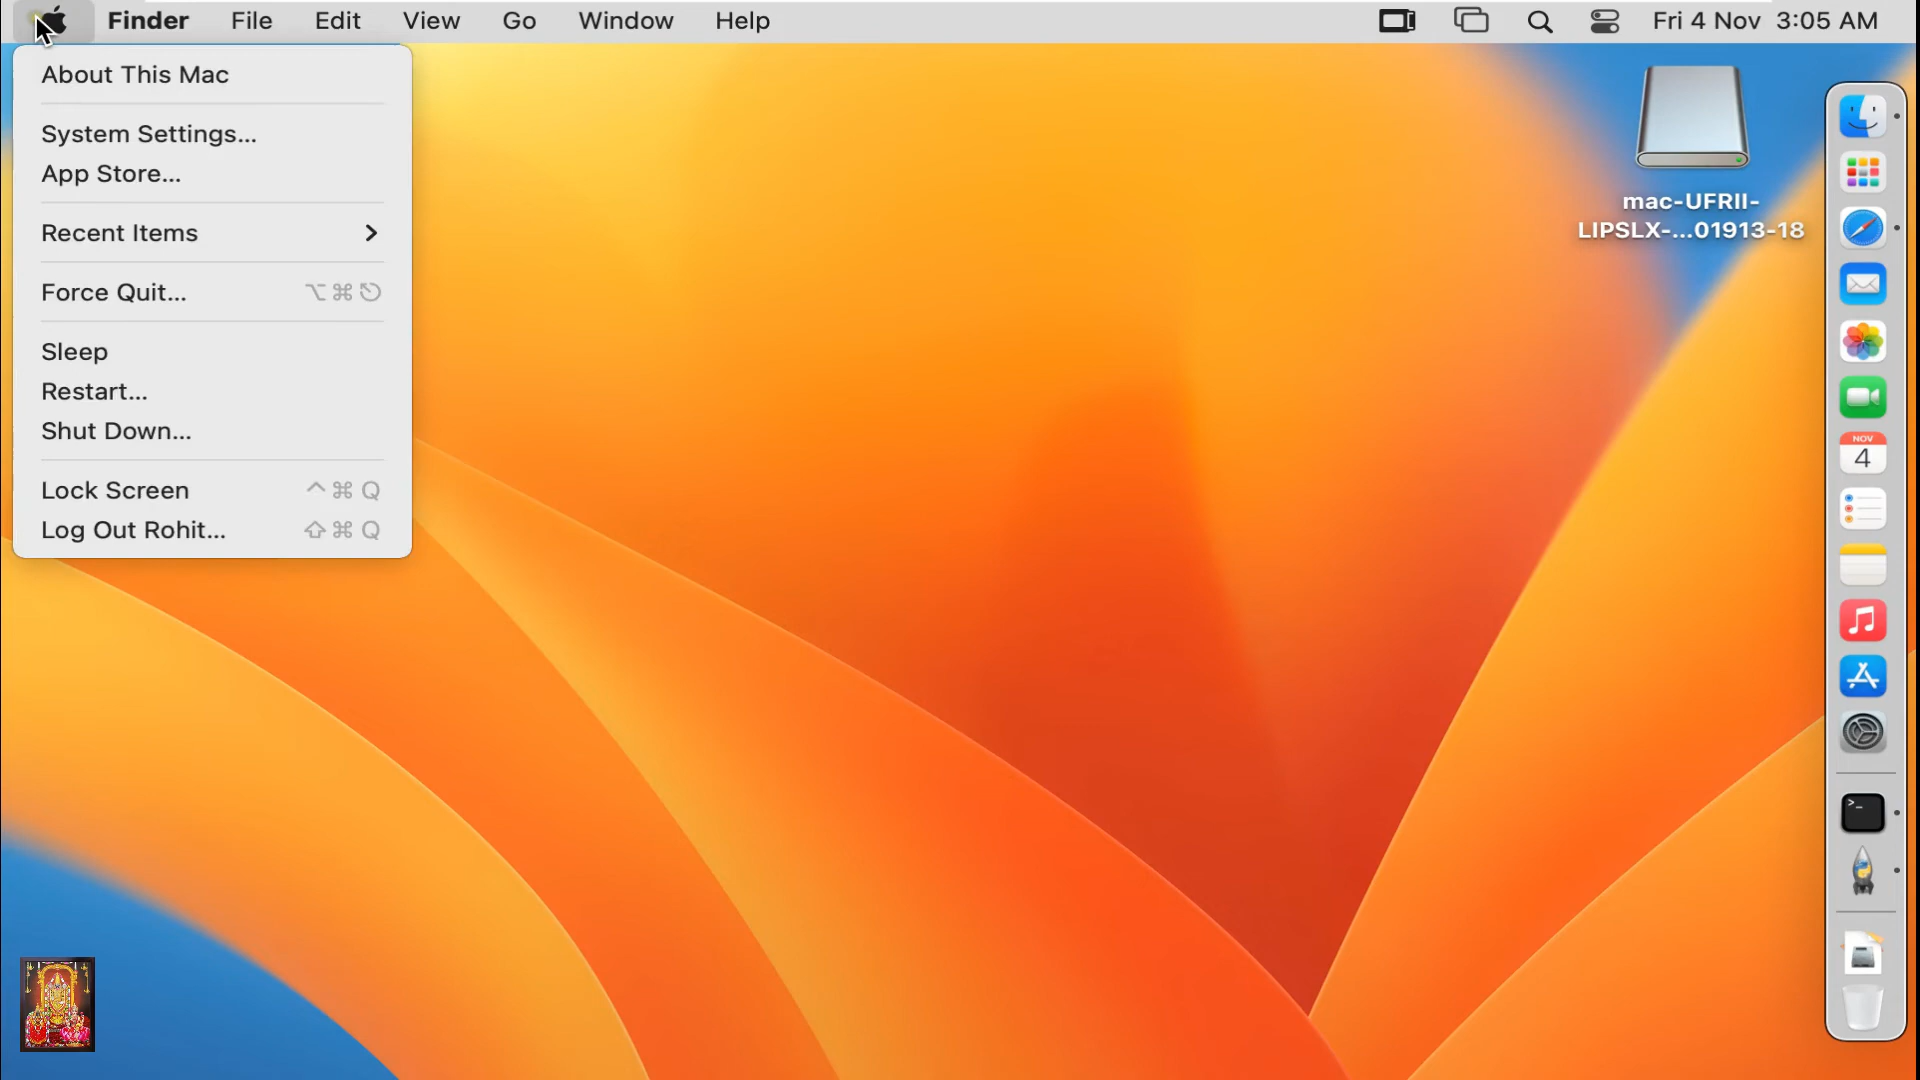 Finder File Edit View Go Window Help Fri 4 Nov 3:05 AM
About This Mac
System Settings...
App Store...
Recent Items
Force Quit... ⌥ ⌘ ⎋
Sleep
Restart...
Shut Down...
Lock Screen ^ ⌘ Q
Log Out Rohit... ⇧ ⌘ Q
mac-UFRII-
LIPSLX-...01913-18
NOV
4
>_